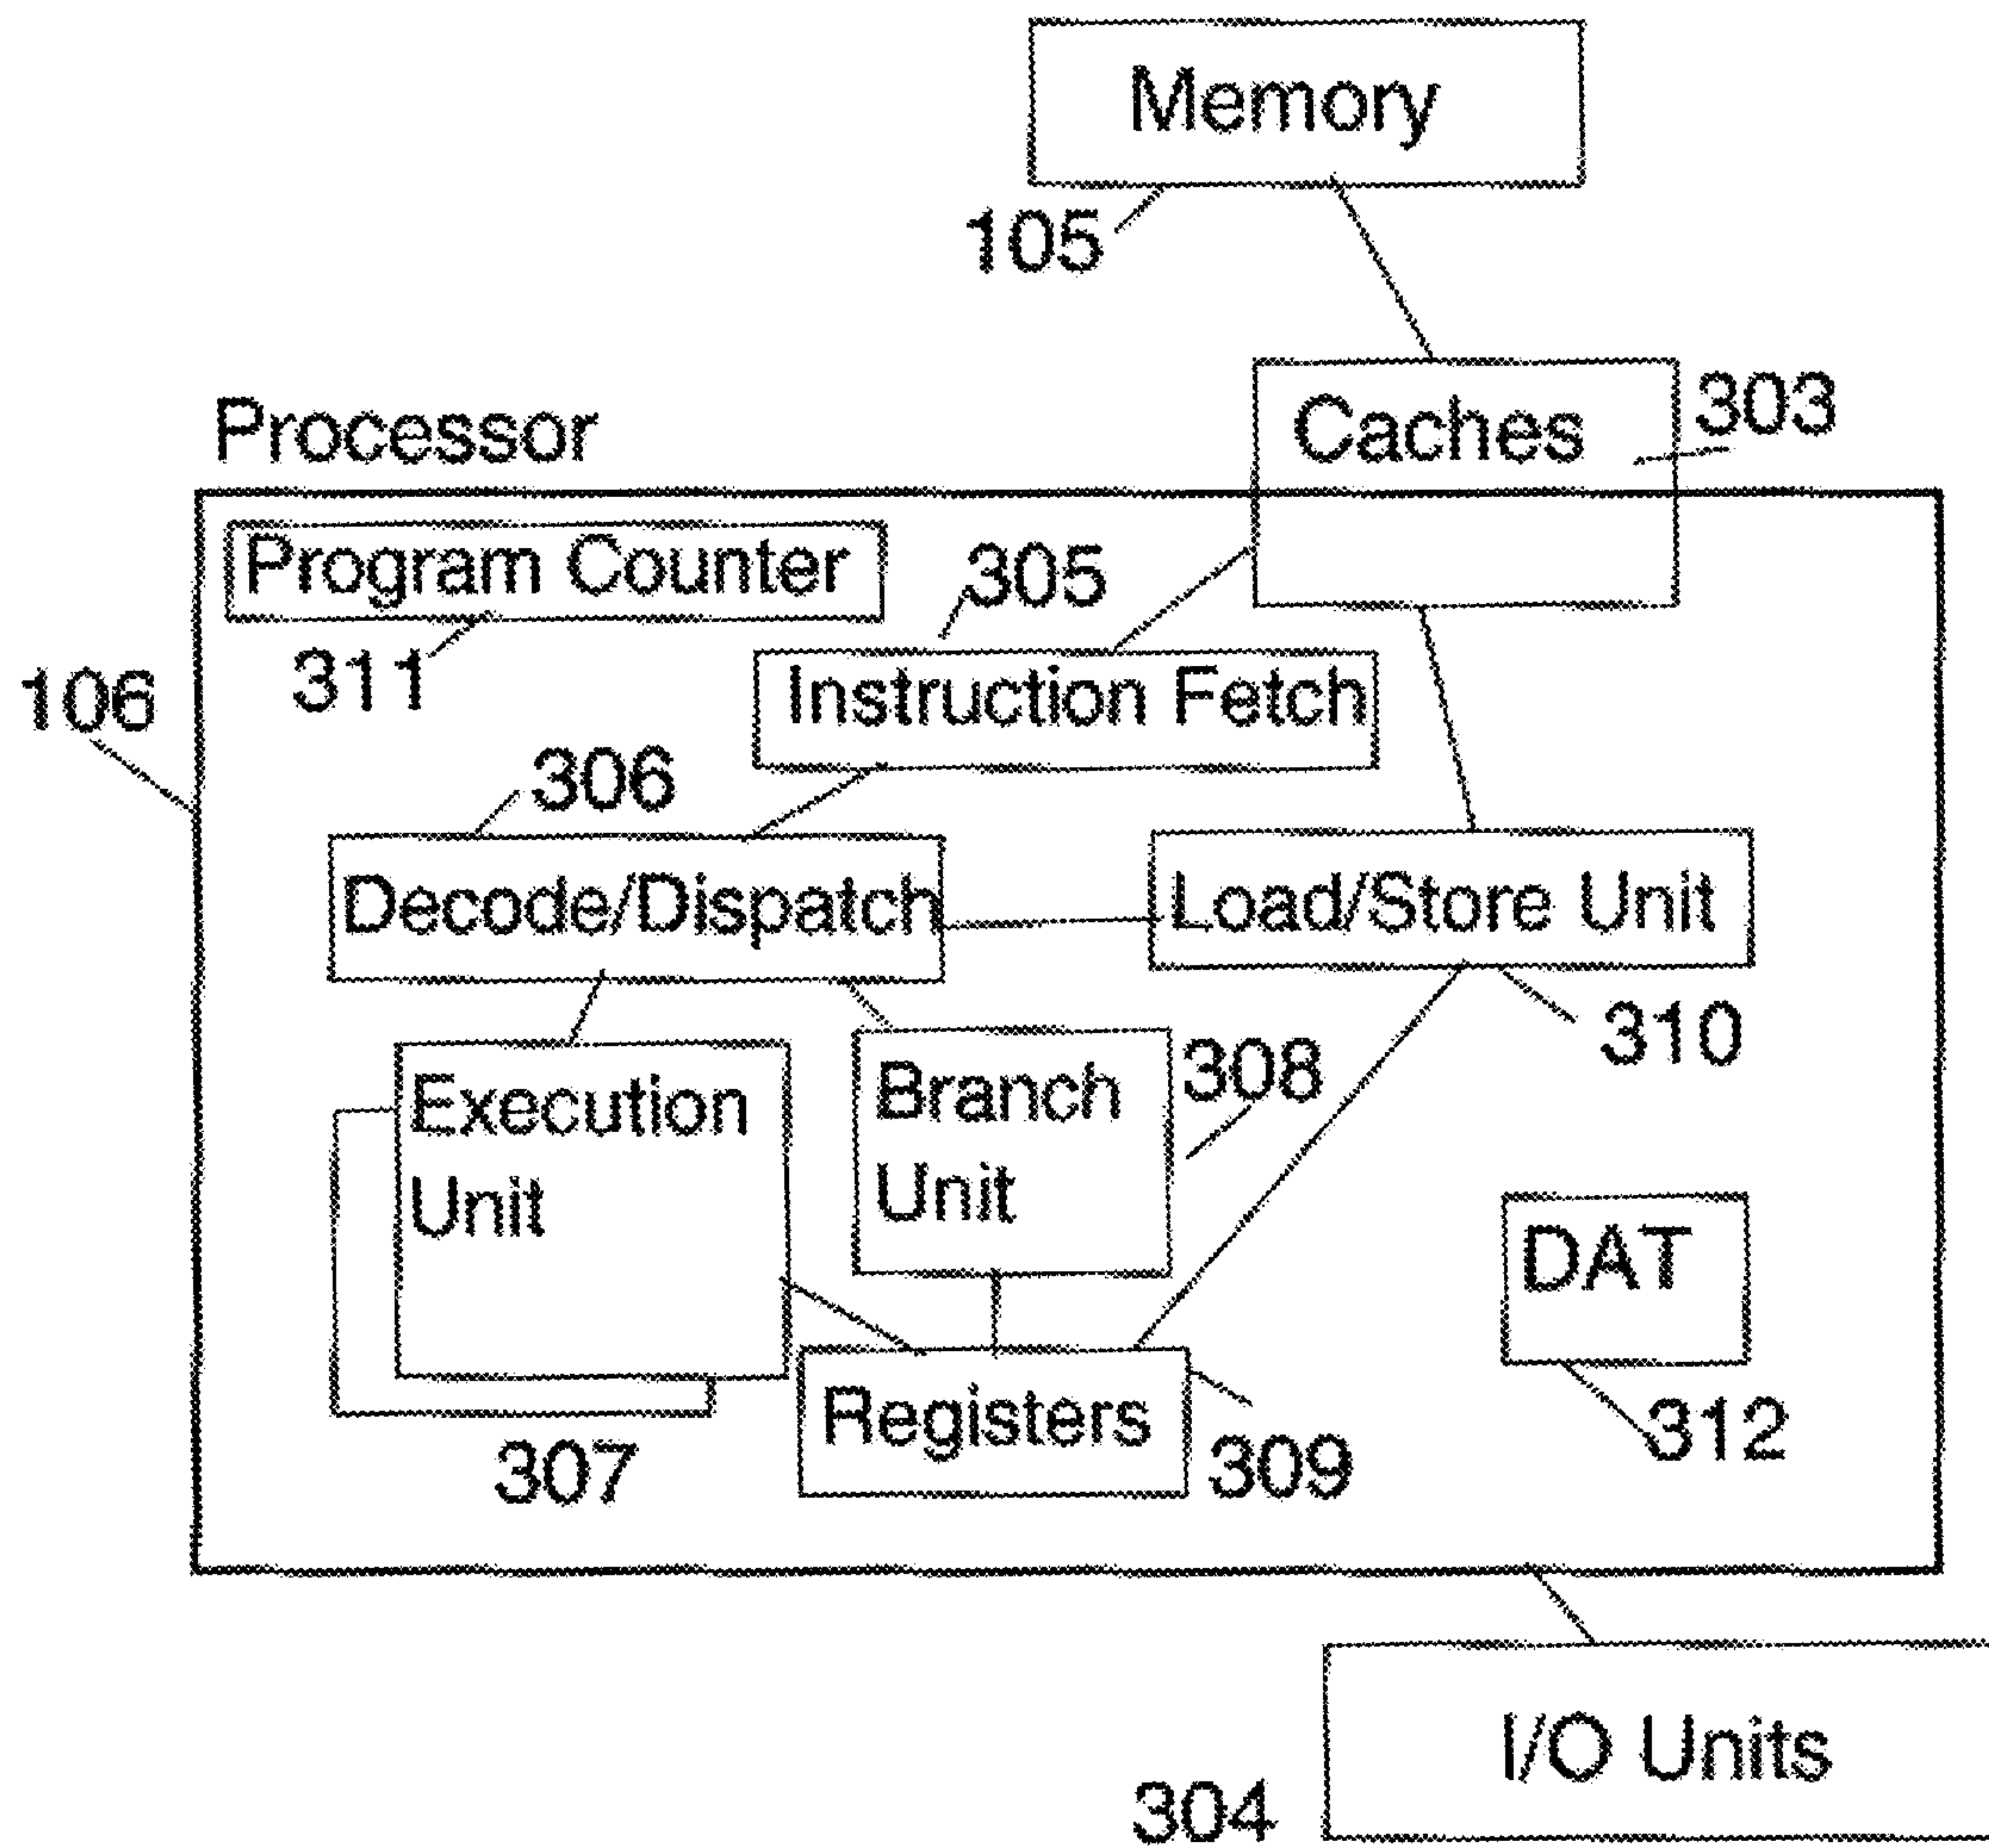 Memory
105
Caches
303
Processor
Program Counter
305
311
Instruction Fetch
106
306
Decode/Dispatch
Load/Store Unit
310
Execution
Unit
Branch
Unit
308
DAT
Registers
312
307
309
I/O Units
304